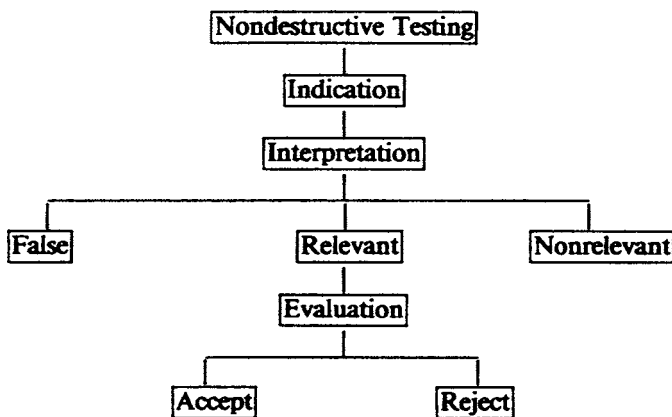 Nondestructive Testing
Indication
Interpretation
False
Relevant
Nonrelevant
Evaluation
Accept
Reject